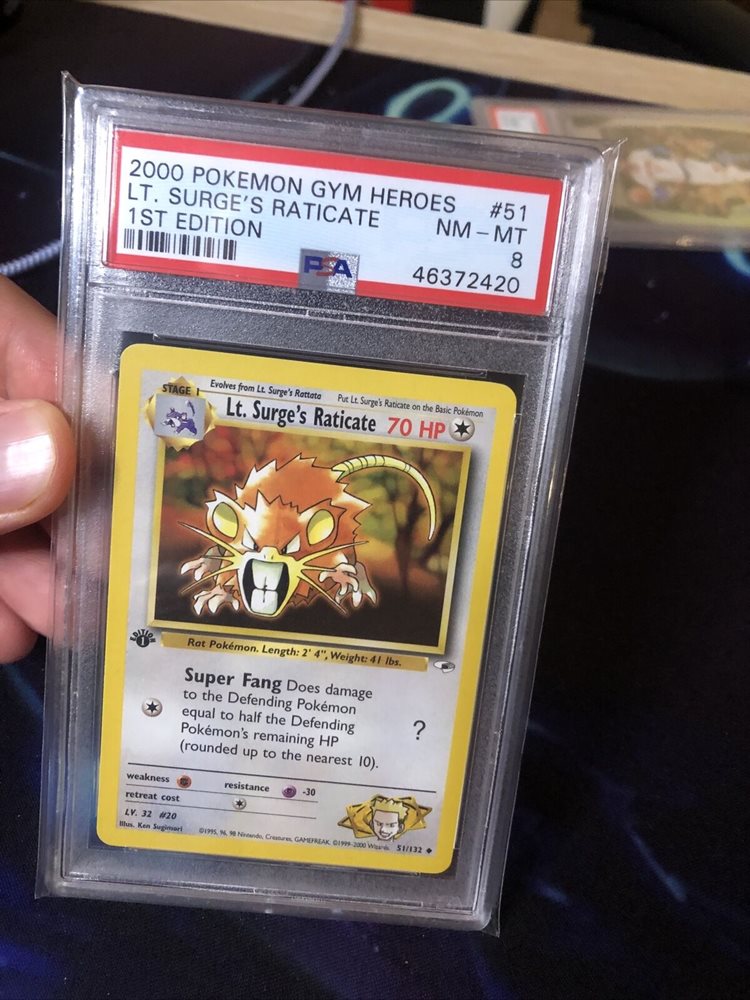 2000 POKEMON GYM HEROES #51
LT. SURGE'S RATICATE NM - MT
1ST EDITION 8
PSA 46372420
STAGE 1 Evolves from Lt. Surge's Rattata Put Lt. Surge's Raticate on the Basic Pokémon
Lt. Surge's Raticate 70 HP
EDITION 1
Rat Pokémon. Length: 2' 4", Weight: 41 lbs.
Super Fang Does damage
to the Defending Pokémon
equal to half the Defending
Pokémon's remaining HP
(rounded up to the nearest 10).
?
weakness resistance -30
retreat cost
LV. 32 #20
Illus. Ken Sugimori ©1995, 96, 98 Nintendo, Creatures, GAMEFREAK. ©1999-2000 Wizards. 51/132